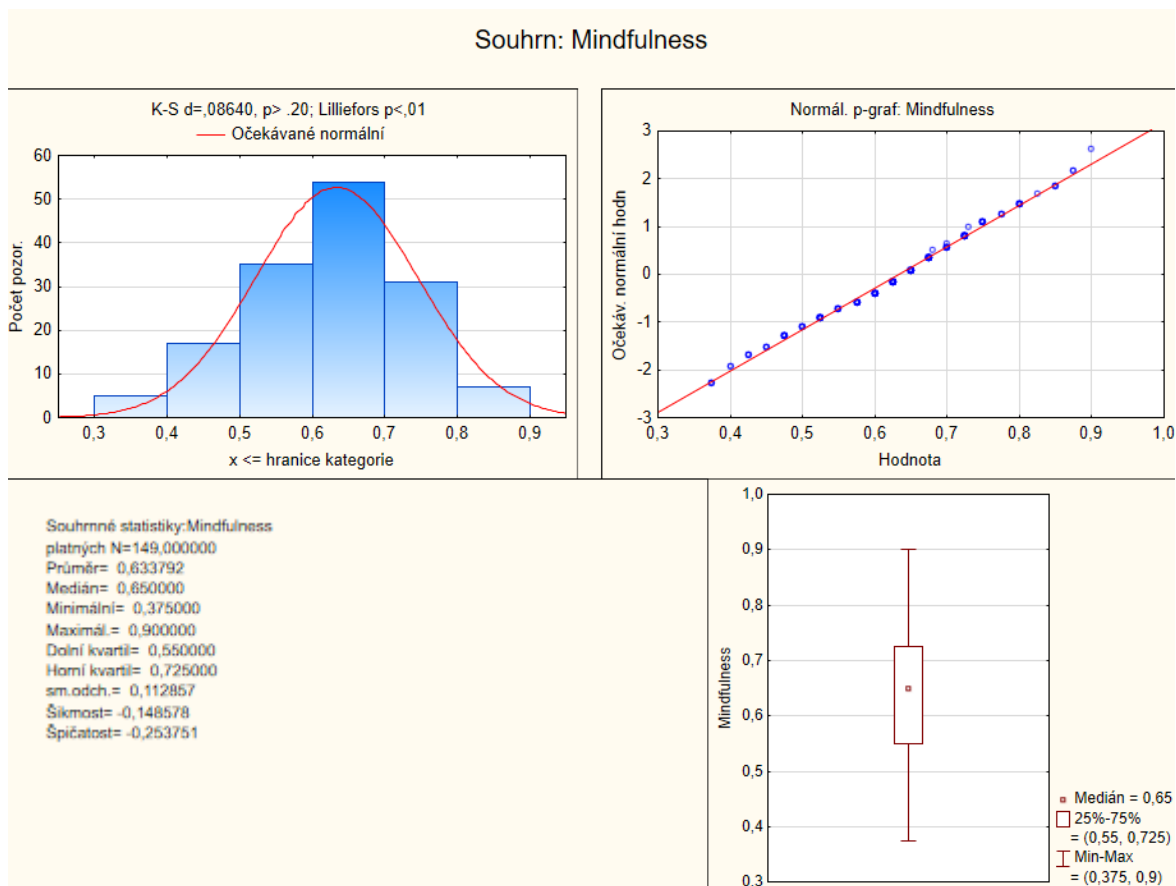 Souhrn: Mindfulness
K-S d=,08640, p> .20; Lilliefors p<,01
Očekávané normální
Počet pozor.
60
50
40
30
20
10
0
0,3 0,4 0,5 0,6 0,7 0,8 0,9
x <= hranice kategorie
Normál. p-graf: Mindfulness
Očekáv. normální hodn
3
2
1
0
-1
-2
-3
0,3 0,4 0,5 0,6 0,7 0,8 0,9 1,0
Hodnota
Souhrnné statistiky:Mindfulness
platných N=149,000000
Průměr= 0,633792
Medián= 0,650000
Minimální= 0,375000
Maximál.= 0,900000
Dolní kvartil= 0,550000
Horní kvartil= 0,725000
sm.odch.= 0,112857
Šikmost= -0,148578
Špičatost= -0,253751
Mindfulness
1,0
0,9
0,8
0,7
0,6
0,5
0,4
0,3
Medián = 0,65
25%-75%
= (0,55, 0,725)
Min-Max
= (0,375, 0,9)